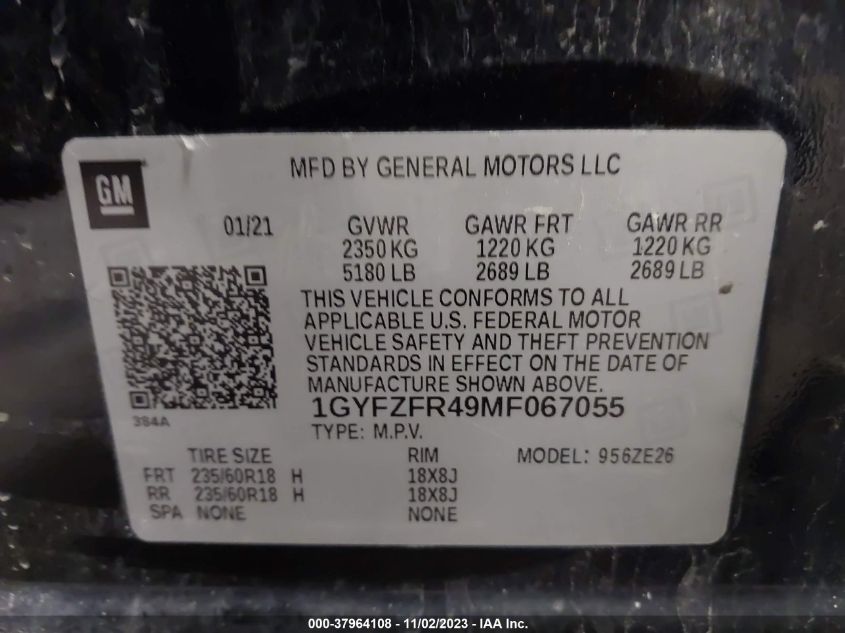 MFD BY GENERAL MOTORS LLC
GM
01/21 GVWR GAWR FRT GAWR RR
2350 KG 1220 KG 1220 KG
5180 LB 2689 LB 2689 LB
THIS VEHICLE CONFORMS TO ALL
APPLICABLE U.S. FEDERAL MOTOR
VEHICLE SAFETY AND THEFT PREVENTION
STANDARDS IN EFFECT ON THE DATE OF
MANUFACTURE SHOWN ABOVE.
1GYFZFR49MF067055
384A
TYPE: M.P.V.
TIRE SIZE RIM MODEL: 956ZE26
FRT 235/60R18 H 18X8J
RR 235/60R18 H 18X8J
SPA NONE NONE
000-37964108 - 11/02/2023 - IAA Inc.